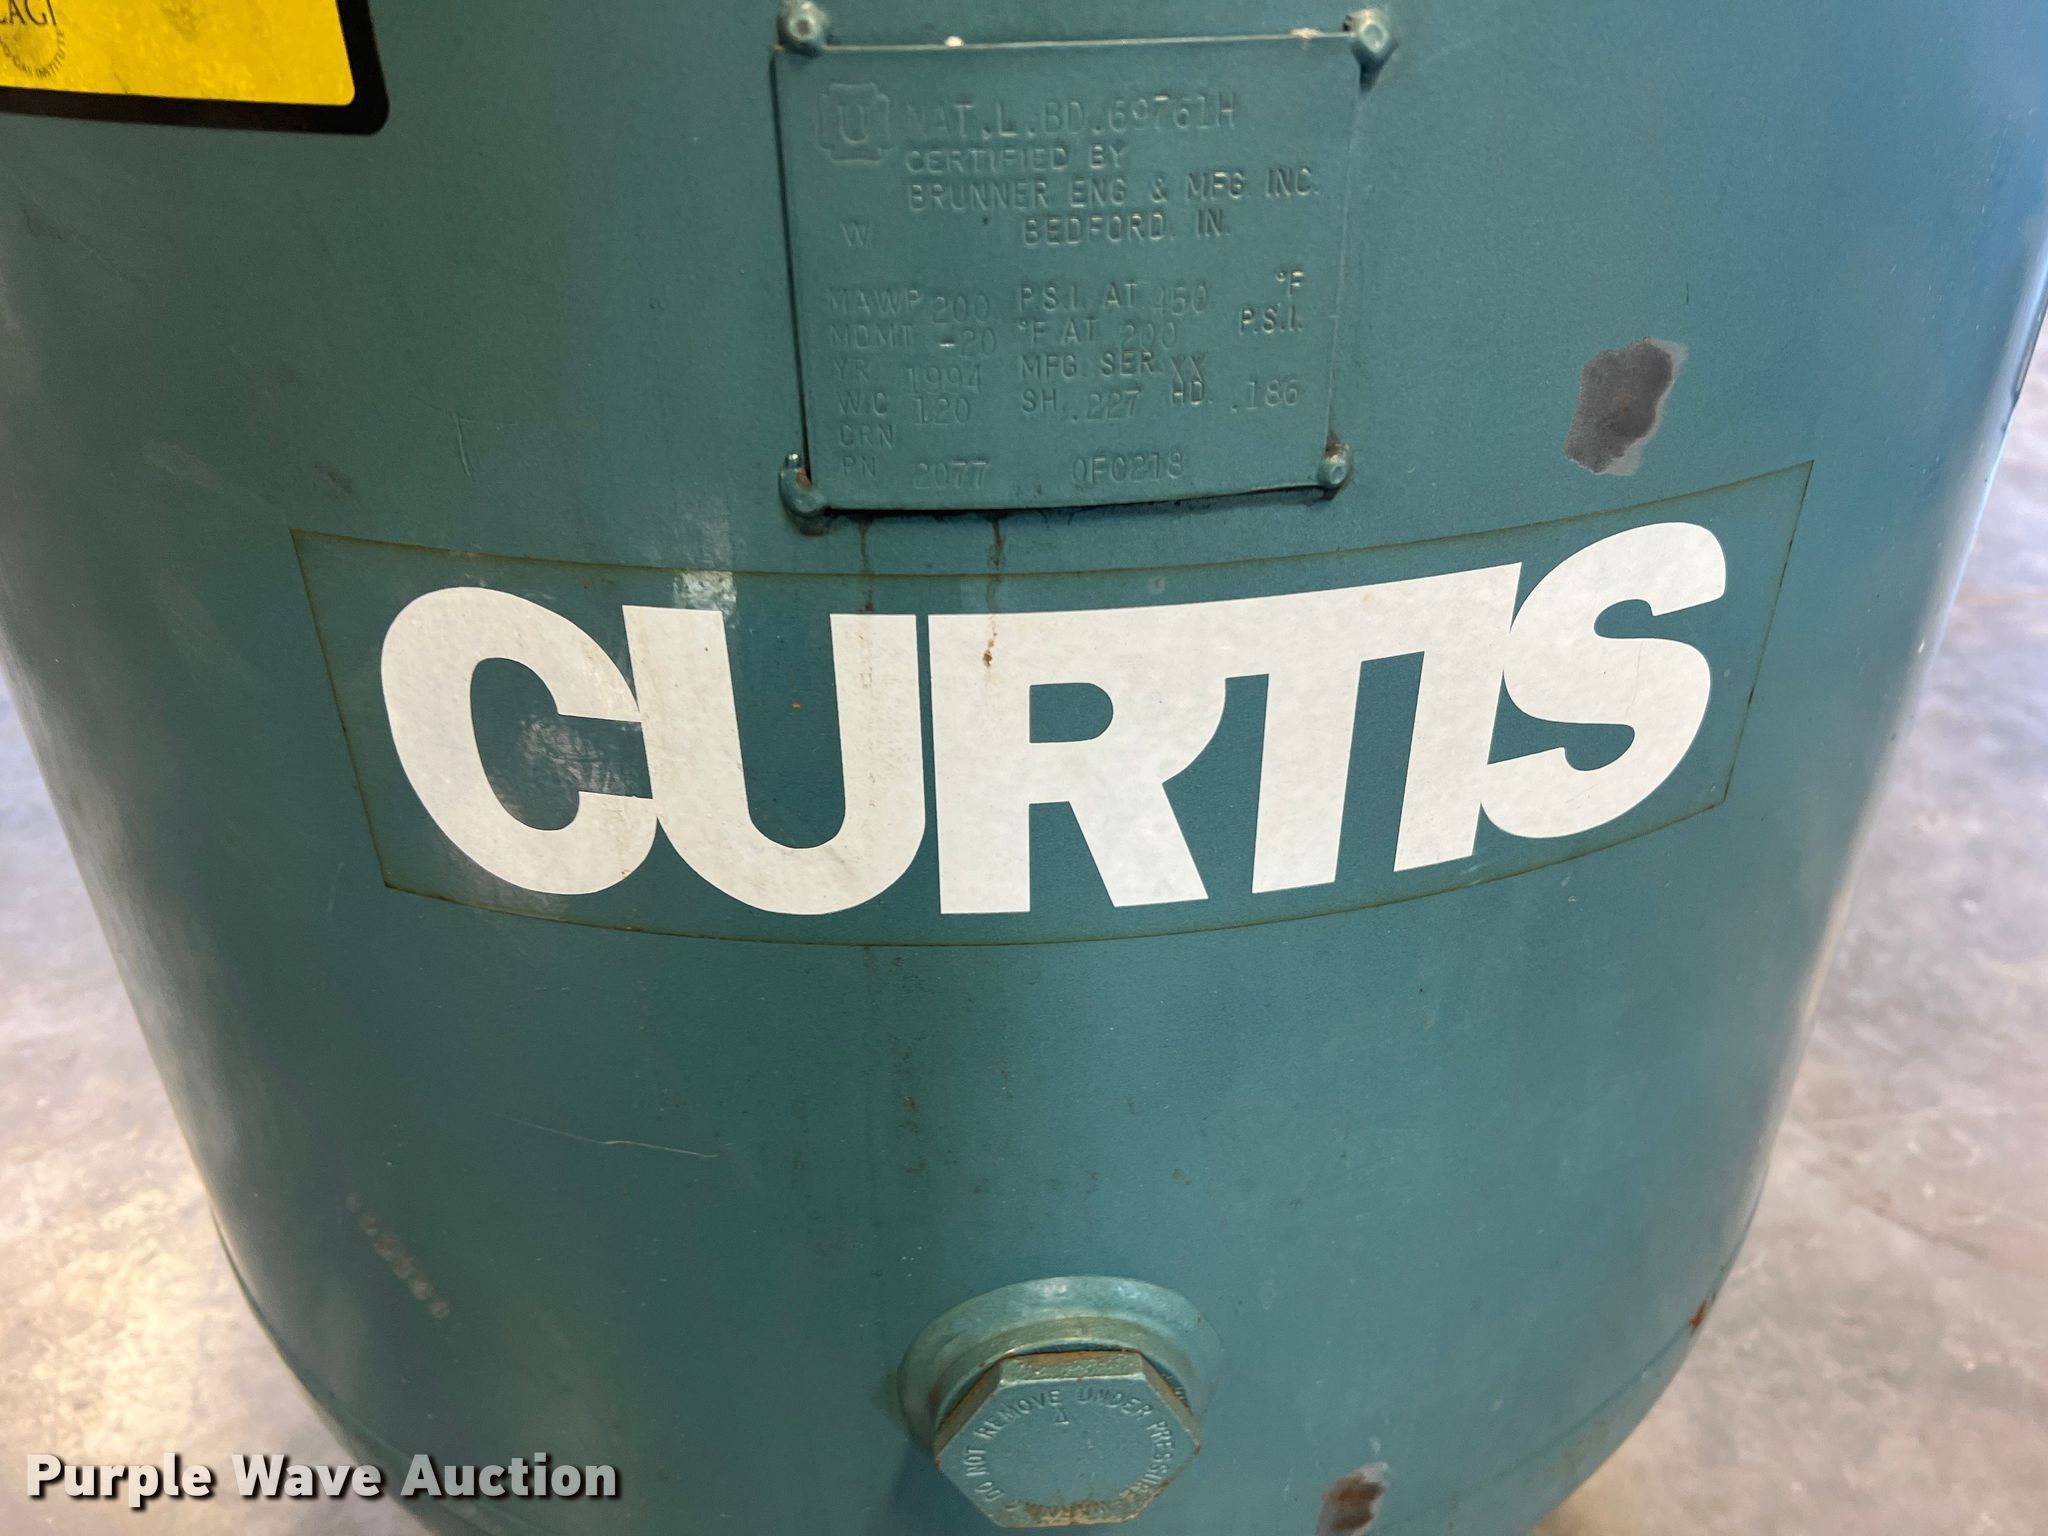 U NAT.L.BD.69761H
CERTIFIED BY
BRUNNER ENG & MFG INC.
W/ BEDFORD, IN.
MAWP 200 P.S.I. AT 450 °F
MDMT -20 °F AT 200 P.S.I.
YR 1994 MFG. SER XX
W.C 120 SH .227 HD. .186
CRN
PN 2077 0FC218
CURTIS
DO NOT REMOVE UNDER PRESSURE
Purple Wave Auction